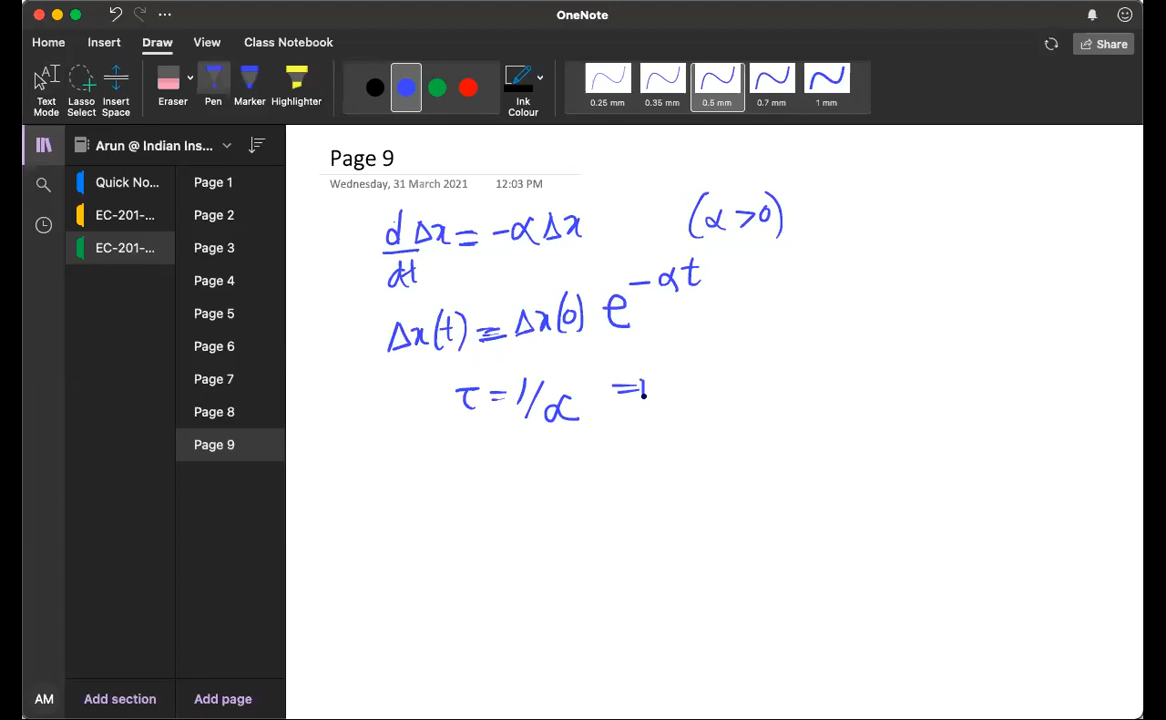 OneNote
Home Insert Draw View Class Notebook
Share
Text Mode
Lasso Select
Insert Space
Eraser
Pen
Marker
Highlighter
Ink Colour
0.25 mm
0.35 mm
0.5 mm
0.7 mm
1 mm
Arun @ Indian Ins...
Quick No...
EC-201-...
EC-201-...
Page 1
Page 2
Page 3
Page 4
Page 5
Page 6
Page 7
Page 8
Page 9
AM
Add section
Add page
Page 9
Wednesday, 31 March 2021 12:03 PM
d/dt Δx = -α Δx (α > 0)
Δx(t) = Δx(0) e^{-αt}
τ = 1/α =